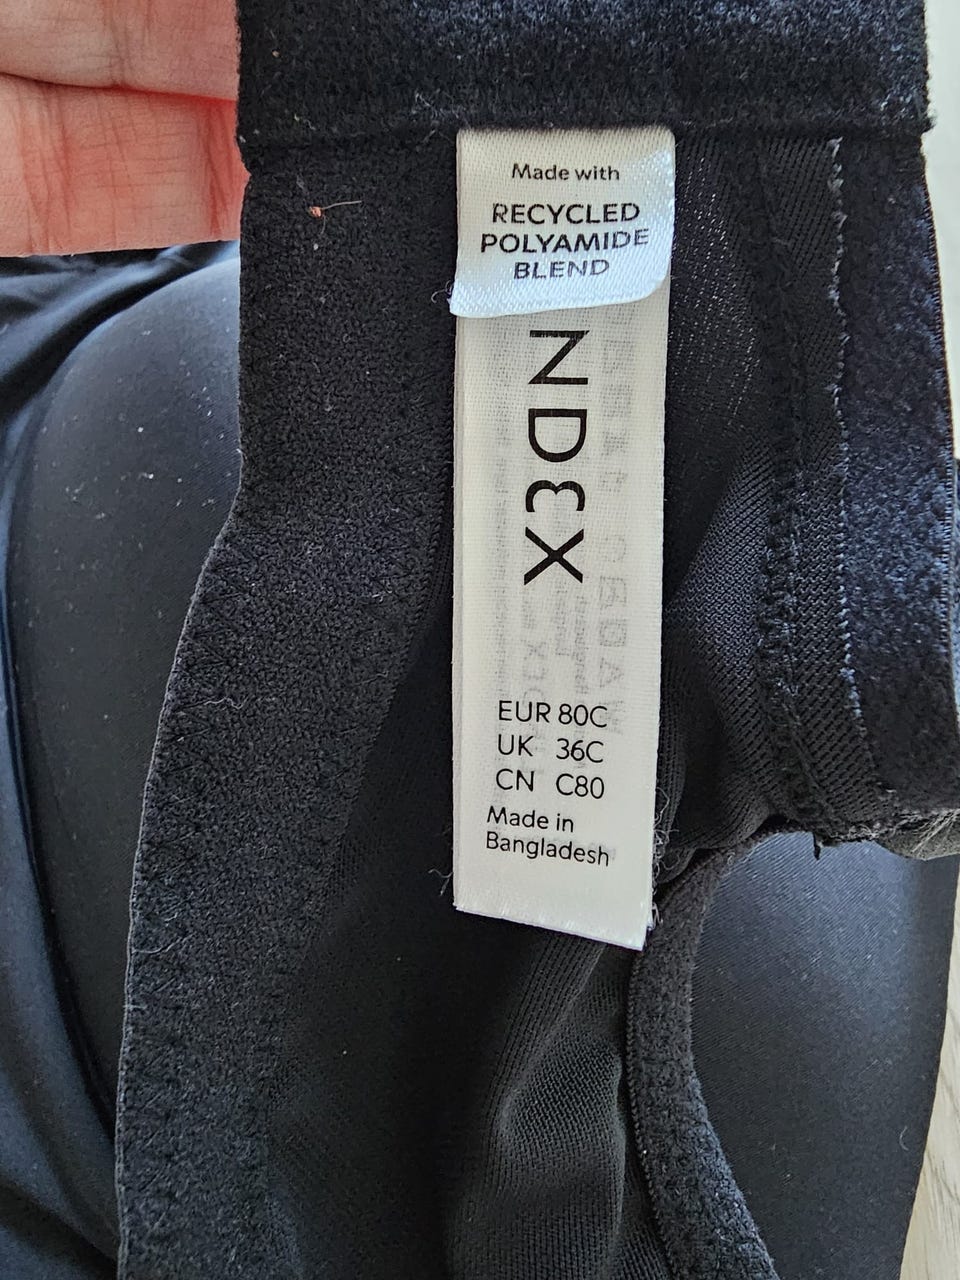 Made with
RECYCLED
POLYAMIDE
BLEND
NDEX
EUR 80C
UK 36C
CN C80
Made in
Bangladesh